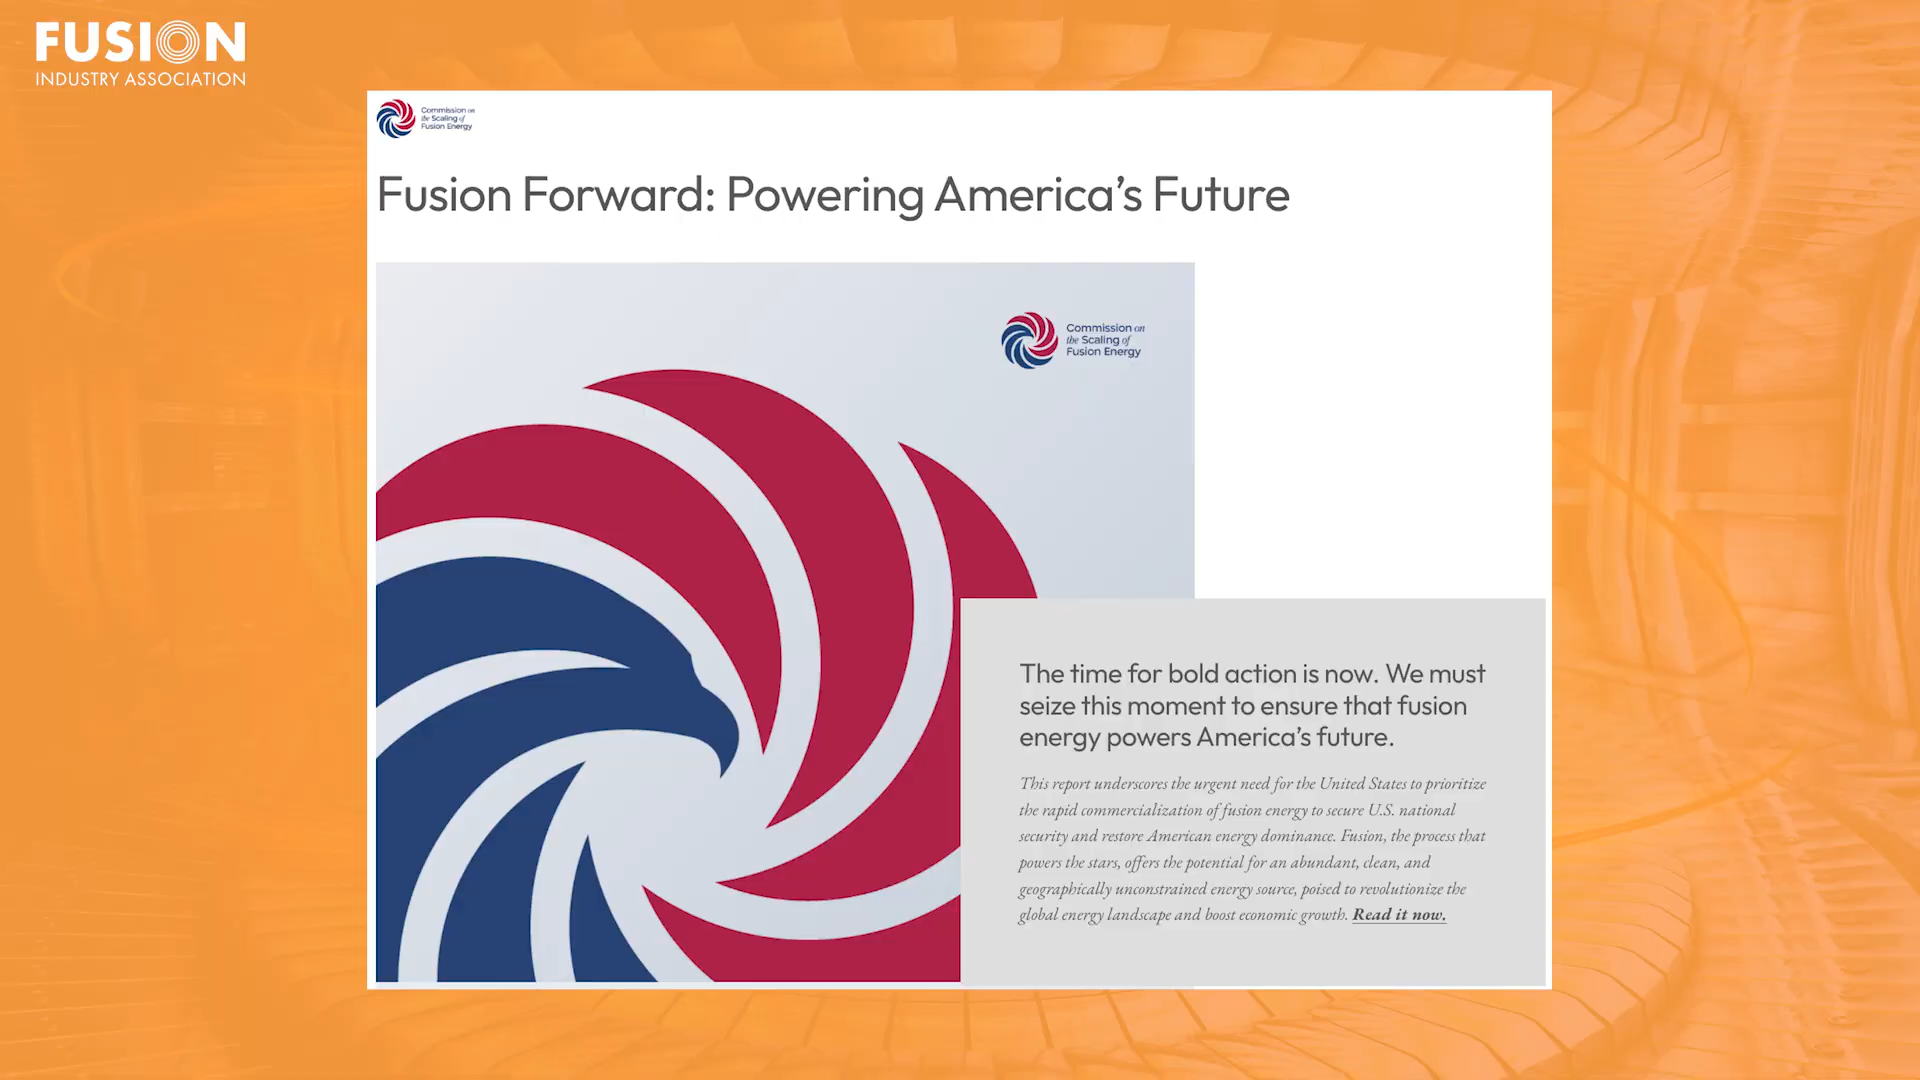 FUSION
INDUSTRY ASSOCIATION
Commission on
the Scaling of
Fusion Energy
Fusion Forward: Powering America’s Future
Commission on
the Scaling of
Fusion Energy
The time for bold action is now. We must
seize this moment to ensure that fusion
energy powers America’s future.
This report underscores the urgent need for the United States to prioritize
the rapid commercialization of fusion energy to secure U.S. national
security and restore American energy dominance. Fusion, the process that
powers the stars, offers the potential for an abundant, clean, and
geographically unconstrained energy source, poised to revolutionize the
global energy landscape and boost economic growth. Read it now.